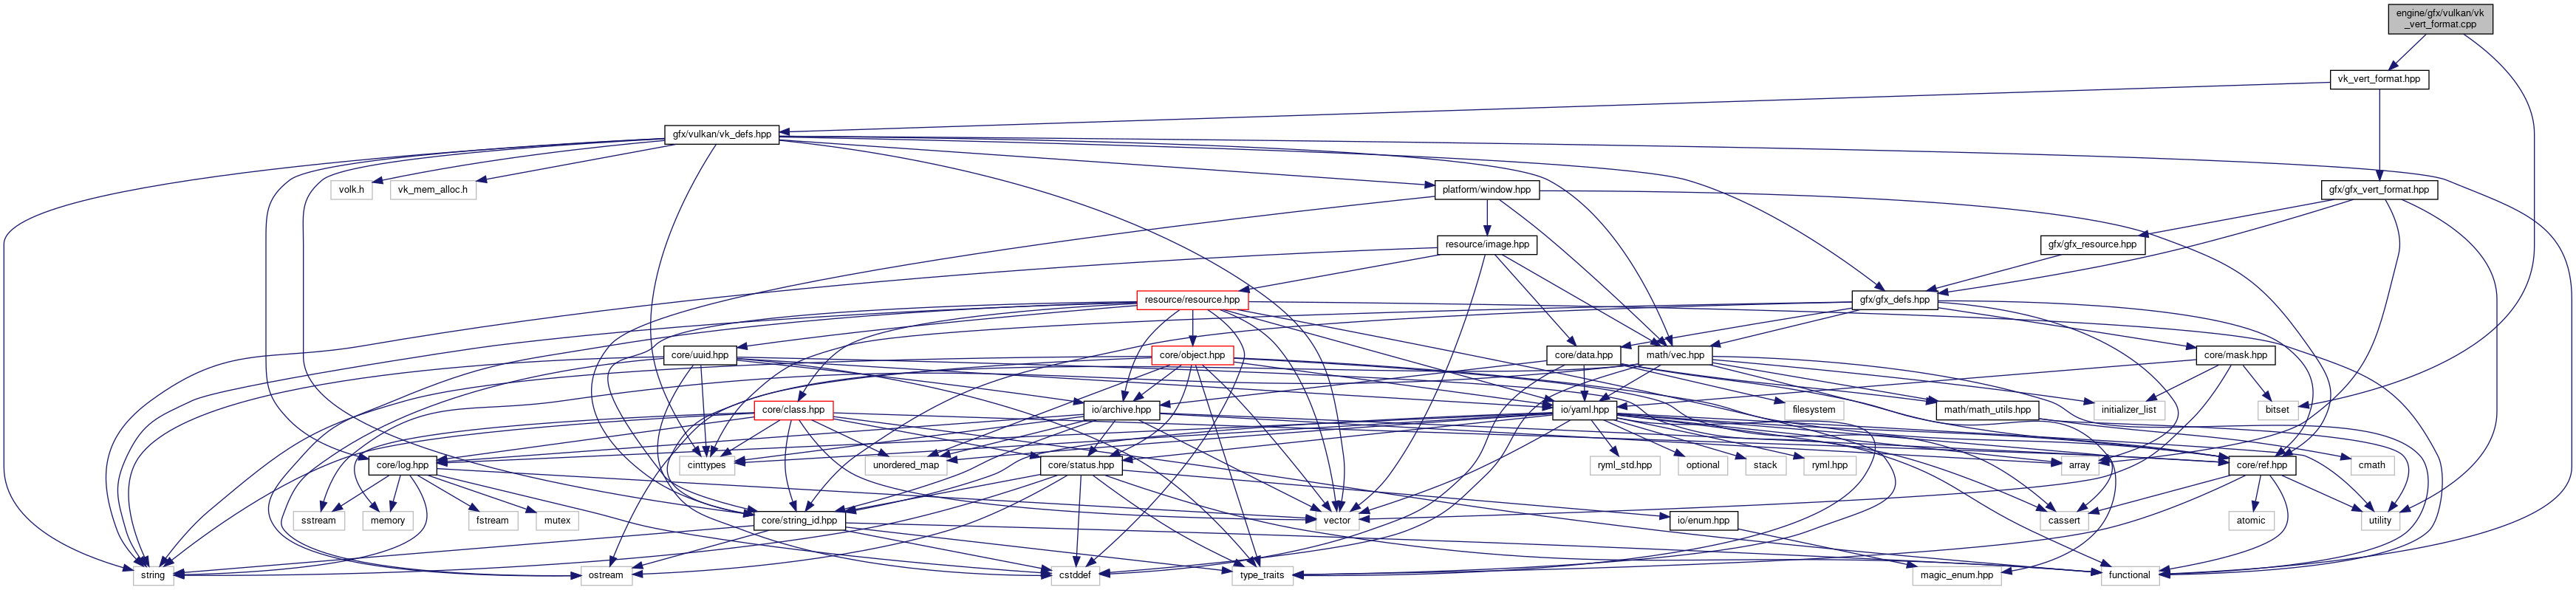 engine/gfx/vulkan/vk
_vert_format.cpp
vk_vert_format.hpp
gfx/vulkan/vk_defs.hpp
volk.h
vk_mem_alloc.h
platform/window.hpp
gfx/gfx_vert_format.hpp
resource/image.hpp
gfx/gfx_resource.hpp
resource/resource.hpp
gfx/gfx_defs.hpp
core/uuid.hpp
core/object.hpp
core/data.hpp
math/vec.hpp
core/mask.hpp
core/class.hpp
io/archive.hpp
io/yaml.hpp
filesystem
math/math_utils.hpp
initializer_list
bitset
core/log.hpp
cinttypes
unordered_map
core/status.hpp
ryml_std.hpp
optional
stack
ryml.hpp
array
core/ref.hpp
cmath
sstream
memory
fstream
mutex
core/string_id.hpp
vector
io/enum.hpp
cassert
atomic
utility
string
ostream
cstddef
type_traits
magic_enum.hpp
functional